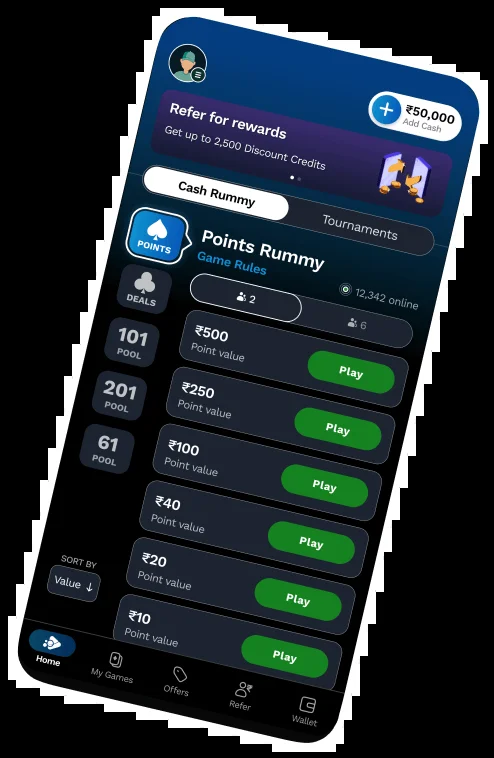 ₹50,000
Add Cash
Refer for rewards
Get up to 2,500 Discount Credits
Cash Rummy
Tournaments
POINTS
Points Rummy
Game Rules
12,342 online
DEALS
2
6
101
POOL
₹500
Point value
Play
201
POOL
₹250
Point value
Play
61
POOL
₹100
Point value
Play
₹40
Point value
Play
SORT BY
Value ↓
₹20
Point value
Play
₹10
Point value
Play
Home
My Games
Offers
Refer
Wallet